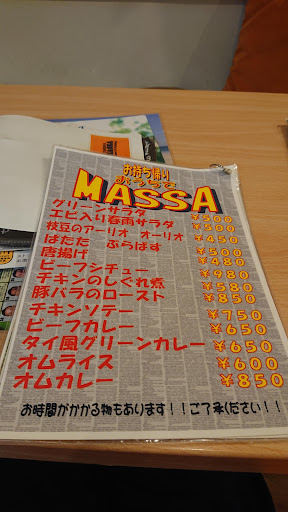 お持ち帰り
おうちで
MASSA
グリーンサラダ ¥500
エビ入り春雨サラダ ¥500
枝豆のアーリオ オーリオ ¥450
ぱたた ぶらばす ¥500
唐揚げ ¥480
ビーフシチュー ¥980
チキンのしぐれ煮 ¥580
豚バラのロースト ¥850
チキンソテー ¥750
ビーフカレー ¥650
タイ風グリーンカレー ¥650
オムライス ¥600
オムカレー ¥850
お時間がかかる物もあります!!ご了承ください!!